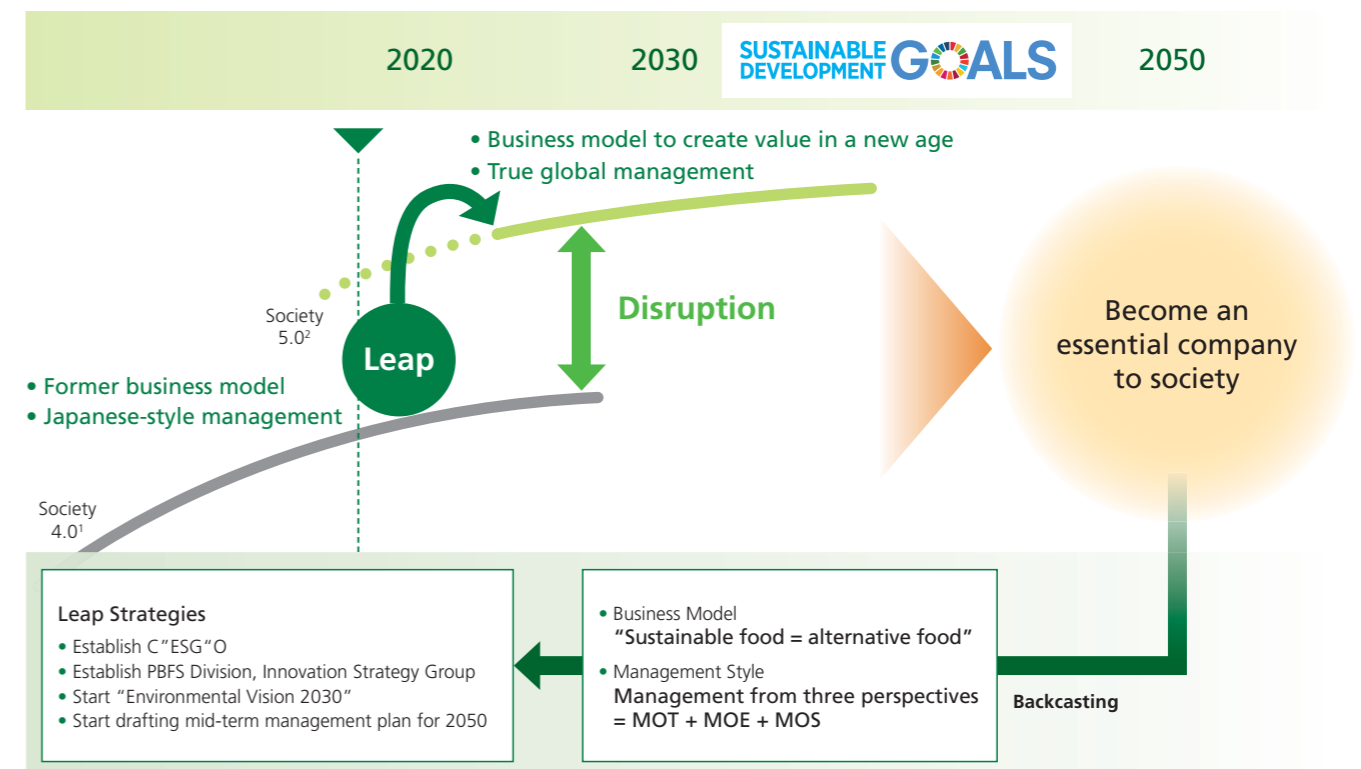 2020
2030
SUSTAINABLE
DEVELOPMENT
GOALS
2050
• Business model to create value in a new age
• True global management
Society
5.0²
Leap
Disruption
• Former business model
• Japanese-style management
Society
4.0¹
Become an
essential company
to society
Leap Strategies
• Establish C”ESG“O
• Establish PBFS Division, Innovation Strategy Group
• Start “Environmental Vision 2030”
• Start drafting mid-term management plan for 2050
• Business Model
“Sustainable food = alternative food”
• Management Style
Management from three perspectives
= MOT + MOE + MOS
Backcasting